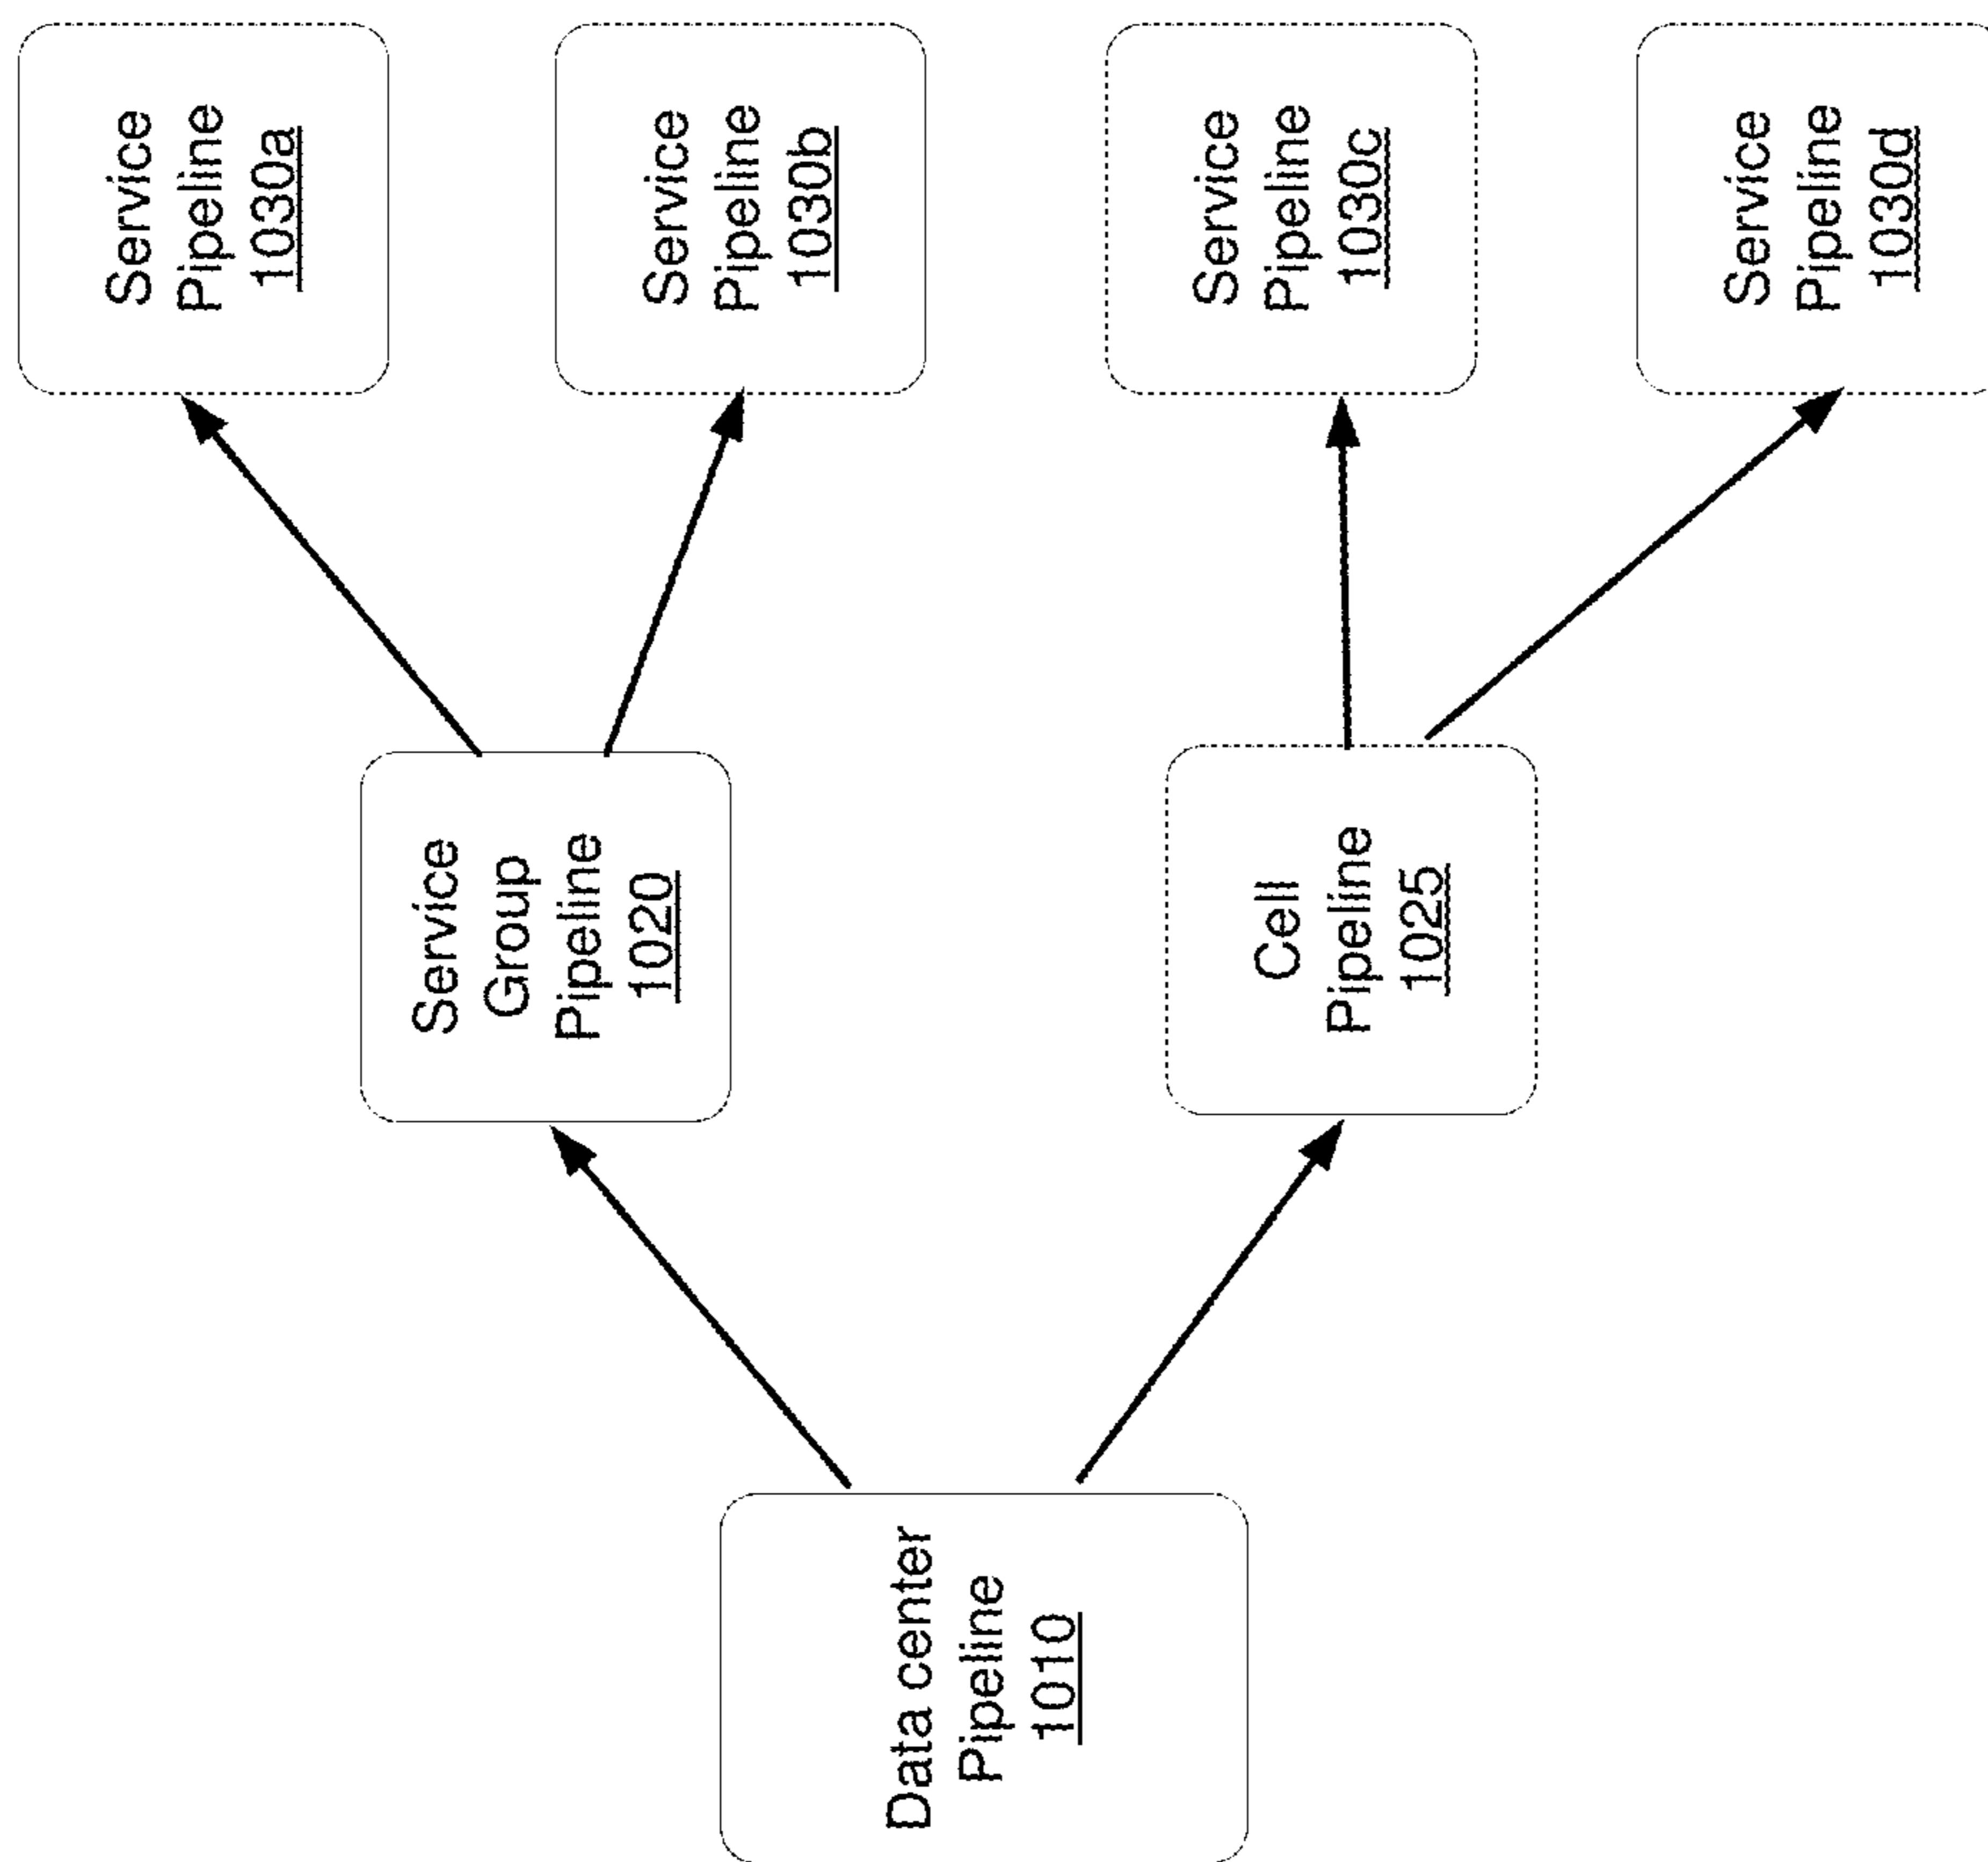 Data center
Pipeline
1010
Service
Group
Pipeline
1020
Cell
Pipeline
1025
Service
Pipeline
1030a
Service
Pipeline
1030b
Service
Pipeline
1030c
Service
Pipeline
1030d